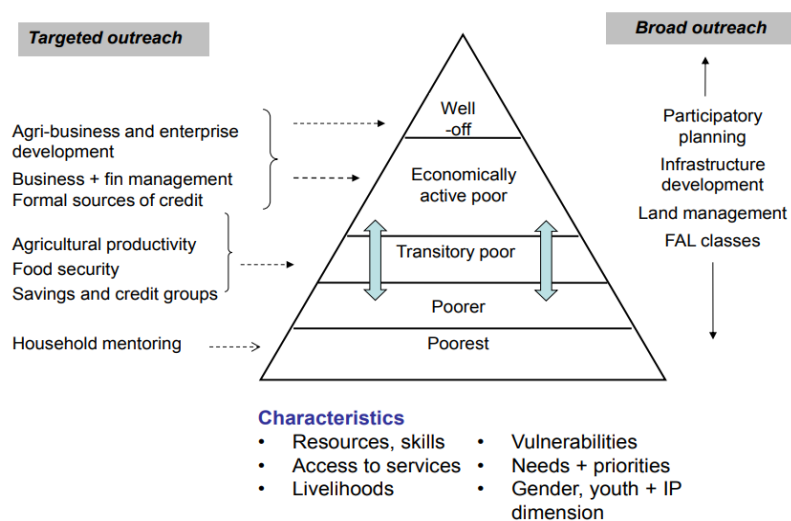 Targeted outreach
Broad outreach
Agri-business and enterprise
development
Business + fin management
Formal sources of credit
Agricultural productivity
Food security
Savings and credit groups
Household mentoring
Well
-off
Economically
active poor
Transitory poor
Poorer
Poorest
Participatory
planning
Infrastructure
development
Land management
FAL classes
Characteristics
• Resources, skills
• Access to services
• Livelihoods
• Vulnerabilities
• Needs + priorities
• Gender, youth + IP
dimension